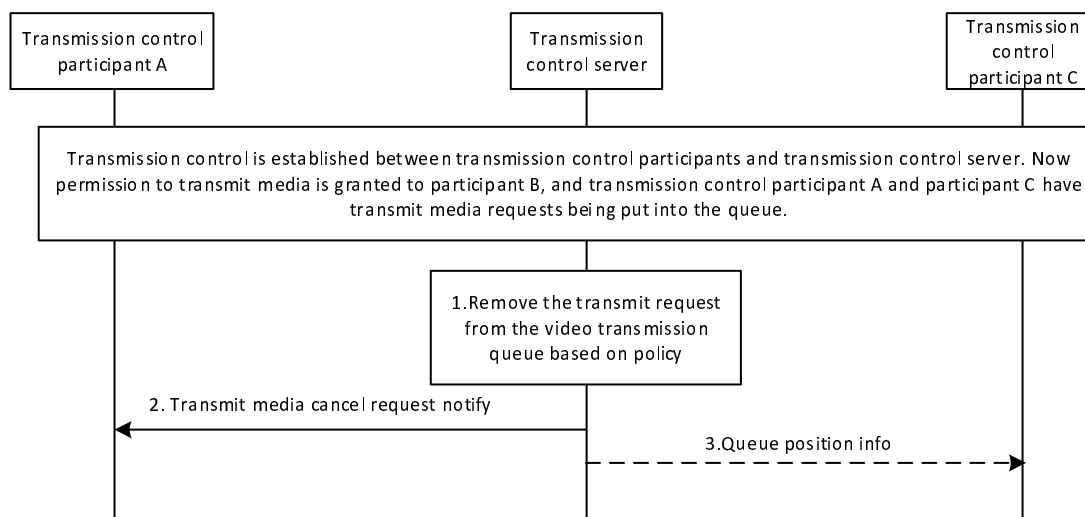 Transmission control
participant A
Transmission
control server
Transmission
control
participant C
Transmission control is established between transmission control participants and transmission control server. Now
permission to transmit media is granted to participant B, and transmission control participant A and participant C have
transmit media requests being put into the queue.
1.Remove the transmit request
from the video transmission
queue based on policy
2. Transmit media cancel request notify
3.Queue position info